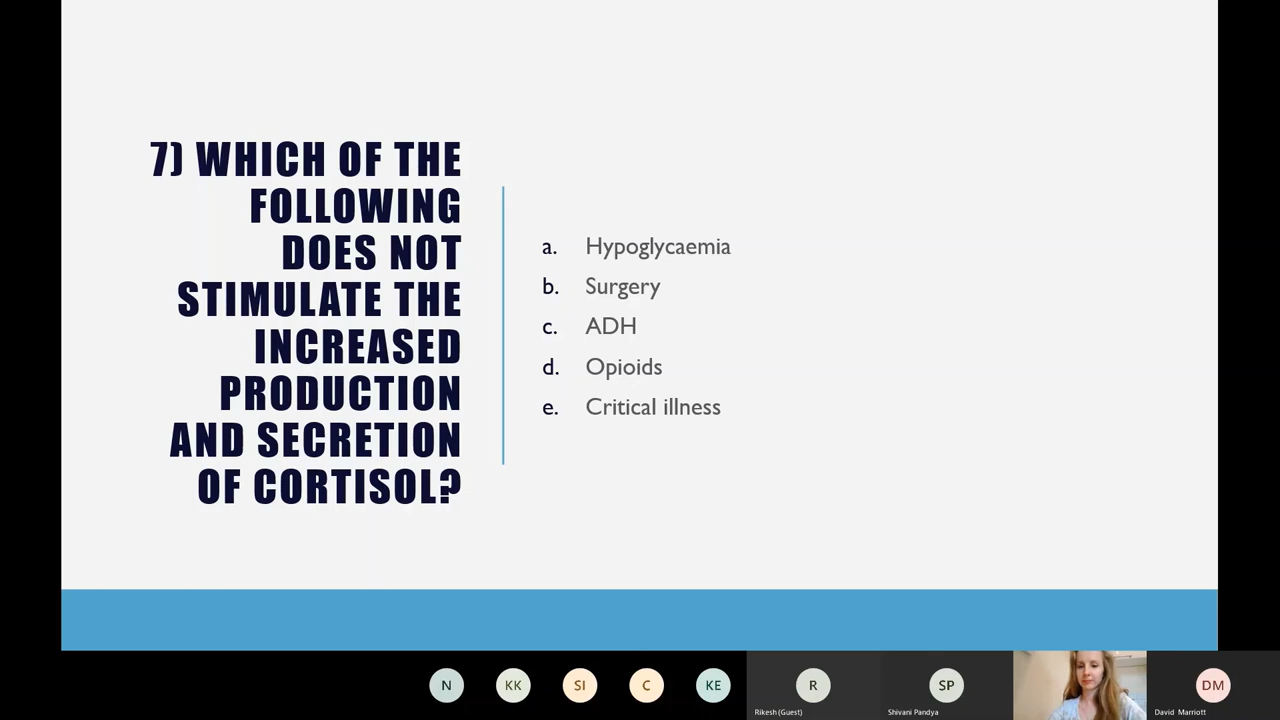 7) WHICH OF THE
FOLLOWING
DOES NOT
STIMULATE THE
INCREASED
PRODUCTION
AND SECRETION
OF CORTISOL?
a. Hypoglycaemia
b. Surgery
c. ADH
d. Opioids
e. Critical illness
N KK SI C KE R SP DM
Rikesh (Guest) Shivani Pandya David Marriott